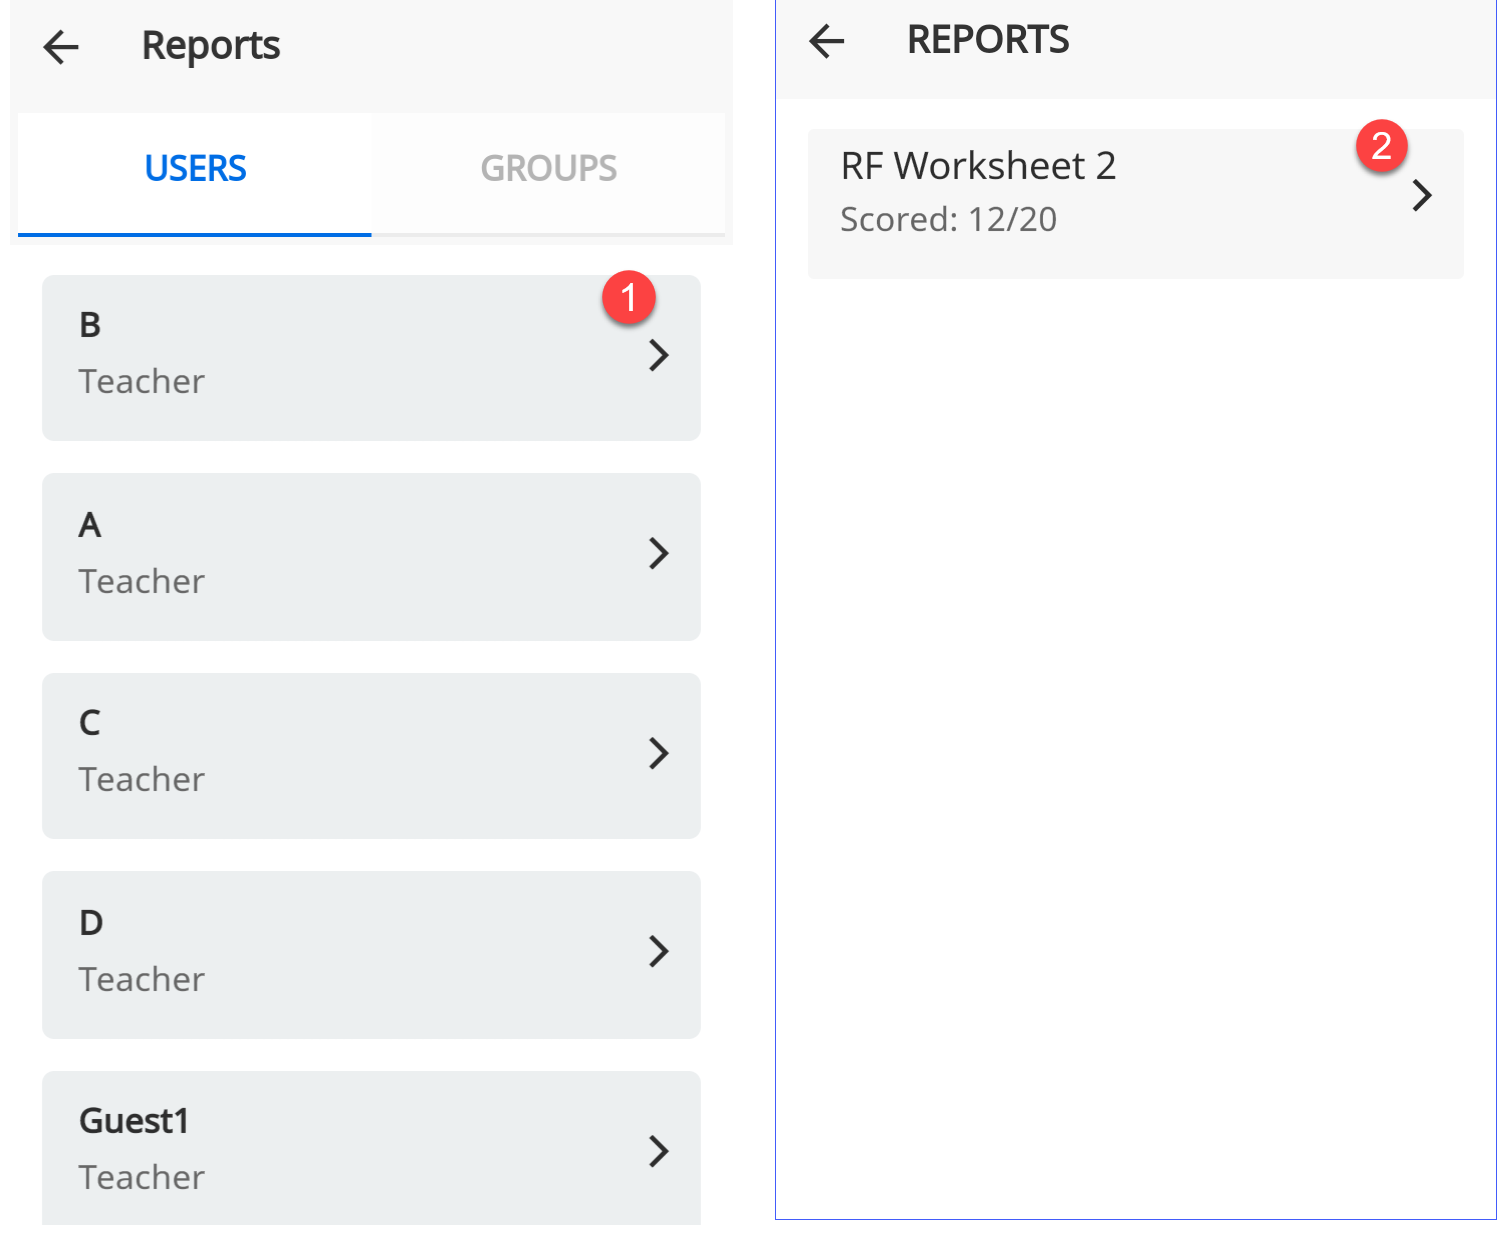 Reports
USERS
GROUPS
1
B
Teacher
A
Teacher
C
Teacher
D
Teacher
Guest1
Teacher
REPORTS
2
RF Worksheet 2
Scored: 12/20